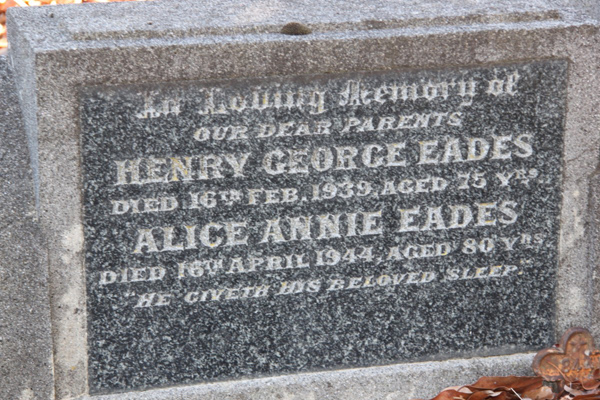 In Loving Memory of
OUR DEAR PARENTS
HENRY GEORGE EADES
DIED 16TH FEB. 1939. AGED 75 YRS
ALICE ANNIE EADES
DIED 16TH APRIL 1944, AGED 80 YRS
"HE GIVETH HIS BELOVED SLEEP."